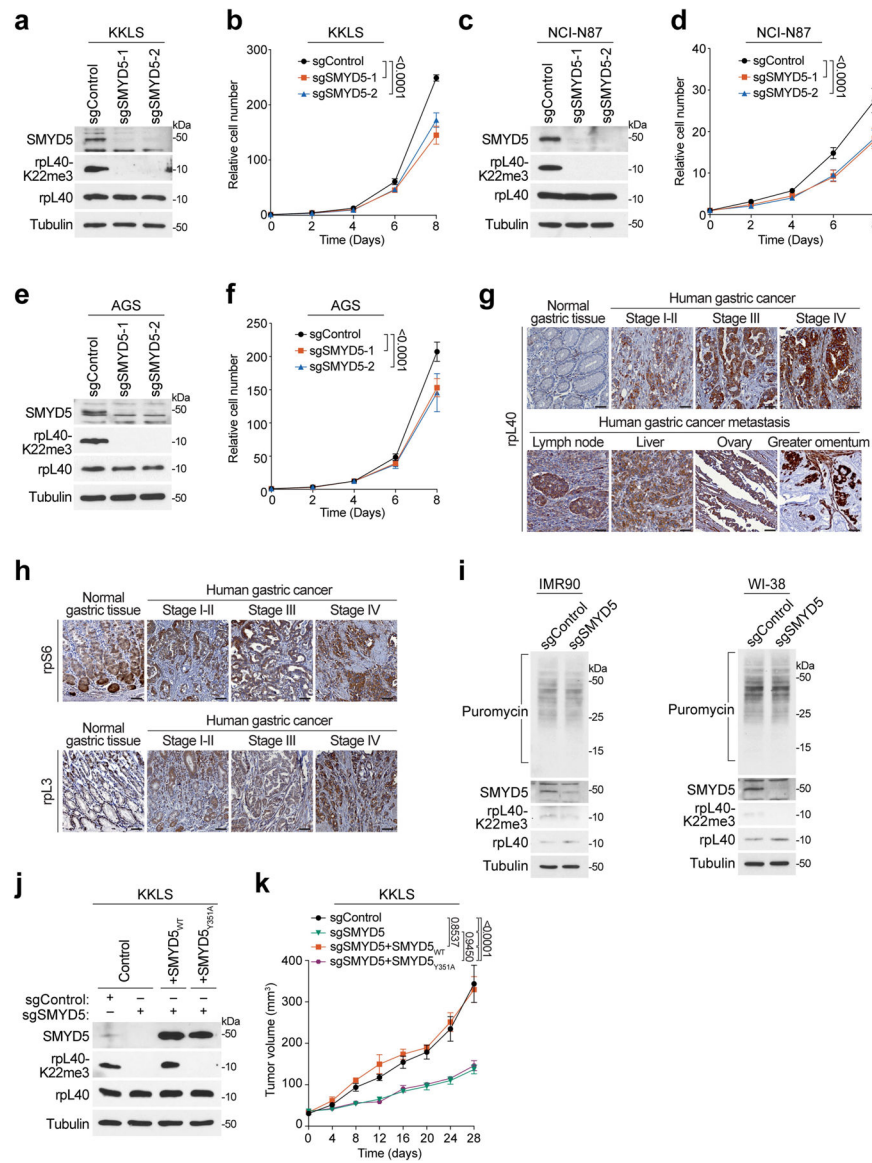 a
KKLS
sgControl
sgSMYD5-1
sgSMYD5-2
kDa
SMYD5
-50
rpL40-
K22me3
-10
rpL40
-10
Tubulin
-50
b
KKLS
sgControl
sgSMYD5-1
sgSMYD5-2
<0.0001
Relative cell number
300
200
100
0
0 2 4 6 8
Time (Days)
c
NCI-N87
sgControl
sgSMYD5-1
sgSMYD5-2
kDa
SMYD5
-50
rpL40-
K22me3
-10
rpL40
-10
Tubulin
-50
d
NCI-N87
sgControl
sgSMYD5-1
sgSMYD5-2
<0.0001
Relative cell number
40
30
20
10
0
0 2 4 6
Time (Days)
e
AGS
sgControl
sgSMYD5-1
sgSMYD5-2
kDa
SMYD5
-50
rpL40-
K22me3
-10
rpL40
-10
Tubulin
-50
f
AGS
sgControl
sgSMYD5-1
sgSMYD5-2
<0.0001
Relative cell number
250
200
150
100
50
0
0 2 4 6 8
Time (Days)
g
Normal
gastric tissue
Human gastric cancer
Stage I-II Stage III Stage IV
rpL40
Human gastric cancer metastasis
Lymph node Liver Ovary Greater omentum
h
Normal
gastric tissue
Human gastric cancer
Stage I-II Stage III Stage IV
rpS6
Normal
gastric tissue
Human gastric cancer
Stage I-II Stage III Stage IV
rpL3
i
IMR90
sgControl
sgSMYD5
kDa
Puromycin
-50
-25
-15
SMYD5
-50
rpL40-
K22me3
-10
rpL40
-10
Tubulin
-50
WI-38
sgControl
sgSMYD5
kDa
Puromycin
-50
-25
-15
SMYD5
-50
rpL40-
K22me3
-10
rpL40
-10
Tubulin
-50
j
KKLS
Control
+SMYD5WT
+SMYD5Y351A
sgControl: + – – –
sgSMYD5: – + + +
kDa
SMYD5
-50
rpL40-
K22me3
-10
rpL40
-10
Tubulin
-50
k
KKLS
sgControl
sgSMYD5
sgSMYD5+SMYD5WT
sgSMYD5+SMYD5Y351A
0.8537
0.9450
<0.0001
Tumor volume (mm3)
400
300
200
100
0
0 4 8 12 16 20 24 28
Time (days)